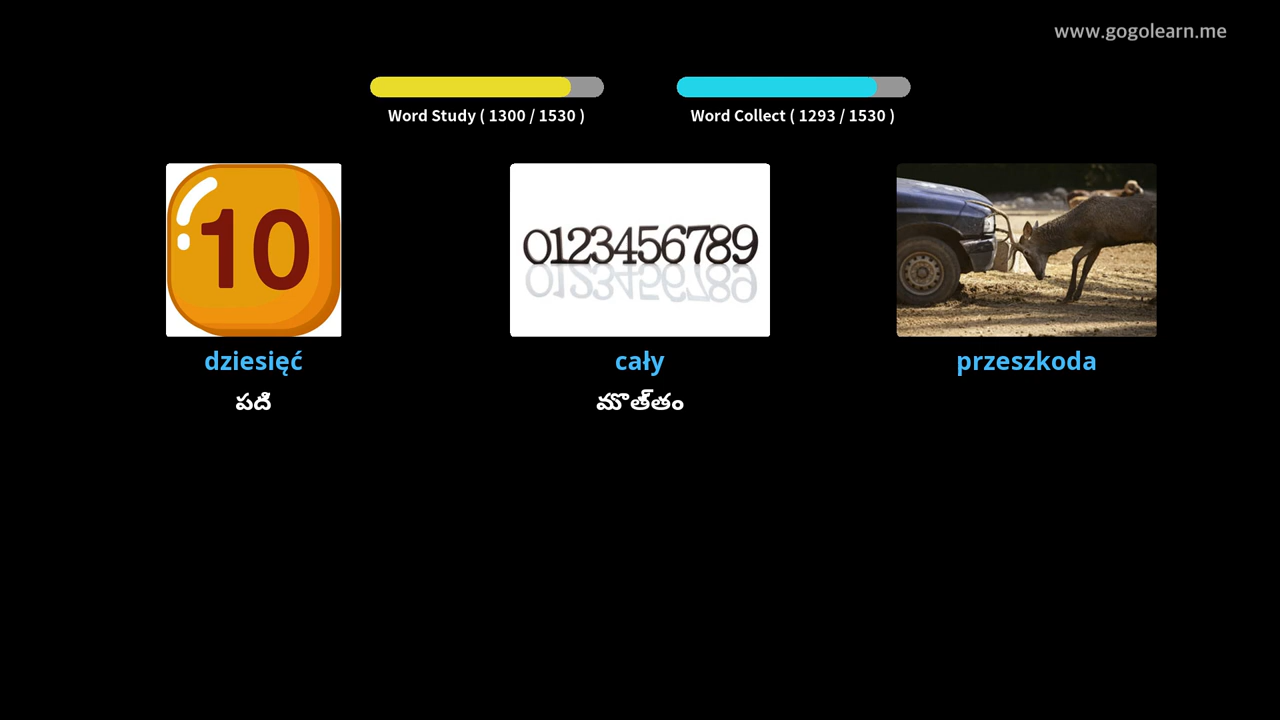 www.gogolearn.me
Word Study ( 1300 / 1530 )
Word Collect ( 1293 / 1530 )
10
0123456789
dziesięć
cały
przeszkoda
పది
మొత్తం